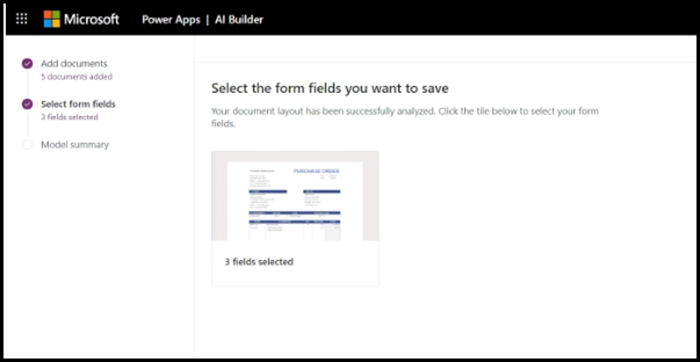 Microsoft Power Apps | AI Builder
Add documents
5 documents added
Select form fields
3 fields selected
Model summary
Select the form fields you want to save
Your document layout has been successfully analyzed. Click the tile below to select your form
fields.
PURCHASE ORDER
3 fields selected